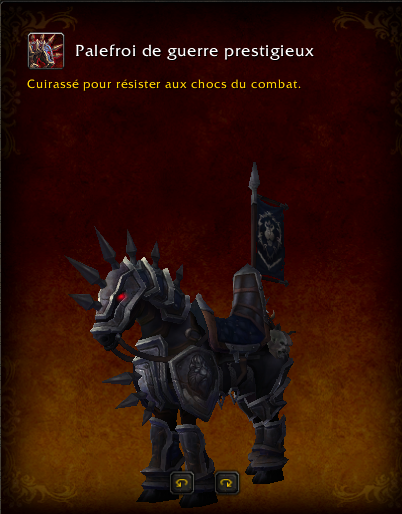 Palefroi de guerre prestigieux
Cuirassé pour résister aux chocs du combat.